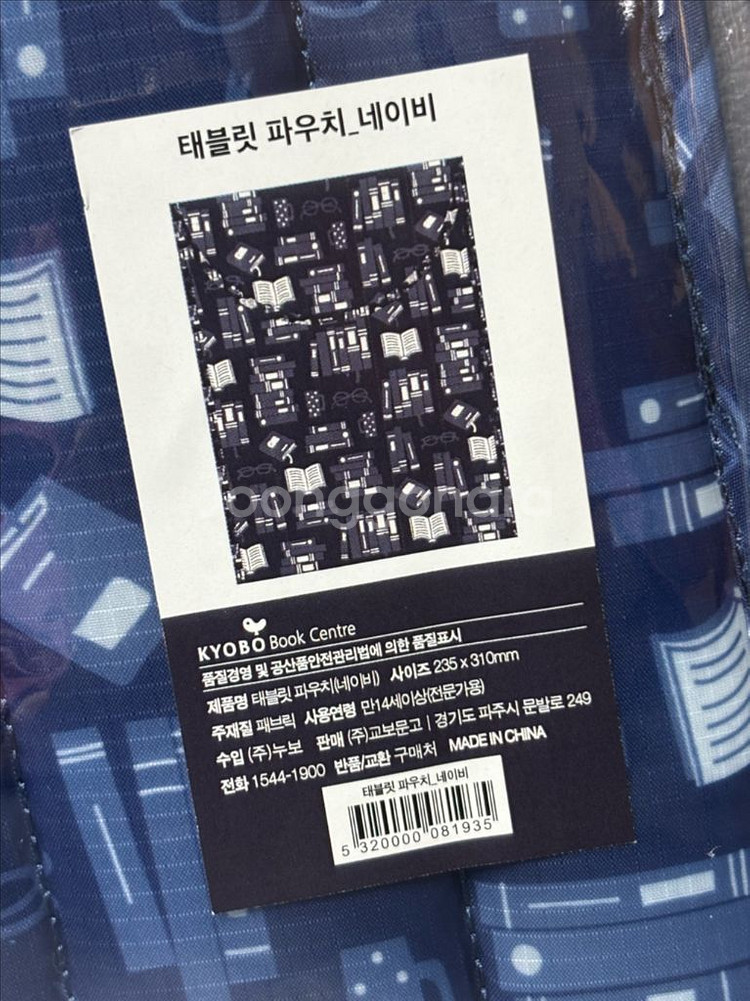 태블릿 파우치_네이비
joonggonara
KYOBO Book Centre
품질경영 및 공산품안전관리법에 의한 품질표시
제품명 태블릿 파우치(네이비) 사이즈 235 x 310mm
주재질 패브릭 사용연령 만14세이상(전문가용)
수입 (주)누보 판매 (주)교보문고 | 경기도 파주시 문발로 249
전화 1544-1900 반품/교환 구매처 MADE IN CHINA
태블릿 파우치_네이비
5 320000 081935